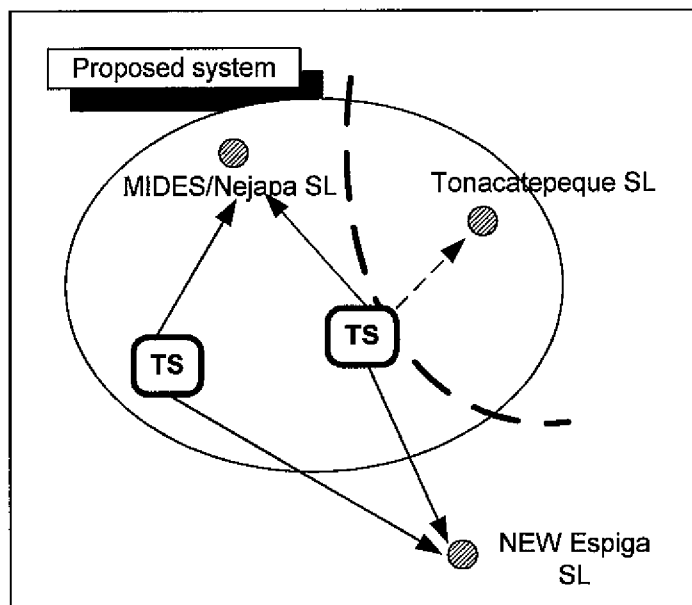 Proposed system
MIDES/Nejapa SL
Tonacatepeque SL
TS
TS
NEW Espiga
SL